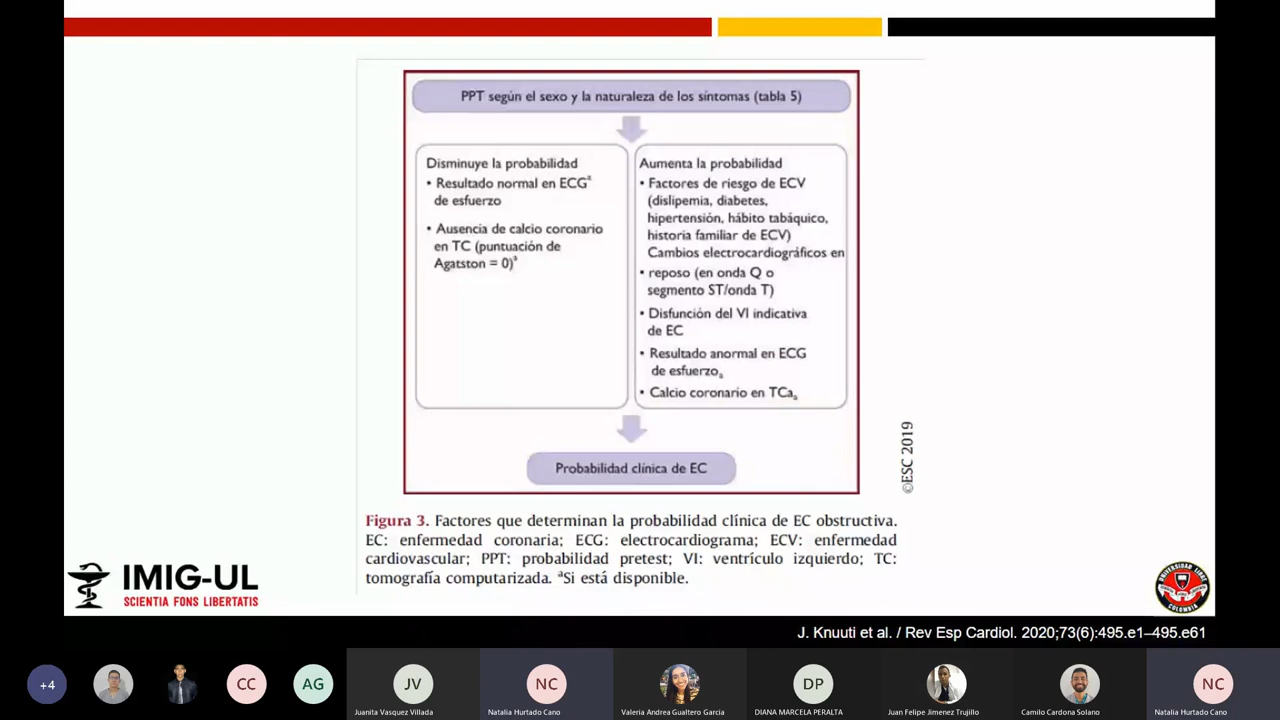 PPT según el sexo y la naturaleza de los síntomas (tabla 5)
Disminuye la probabilidad
• Resultado normal en ECGª
de esfuerzo
• Ausencia de calcio coronario
en TC (puntuación de
Agatston = 0)ª
Aumenta la probabilidad
• Factores de riesgo de ECV
(dislipemia, diabetes,
hipertensión, hábito tabáquico,
historia familiar de ECV)
Cambios electrocardiográficos en
• reposo (en onda Q o
segmento ST/onda T)
• Disfunción del VI indicativa
de EC
• Resultado anormal en ECG
de esfuerzoₐ
• Calcio coronario en TCaₐ
Probabilidad clínica de EC
©ESC 2019
Figura 3. Factores que determinan la probabilidad clínica de EC obstructiva.
EC: enfermedad coronaria; ECG: electrocardiograma; ECV: enfermedad
cardiovascular; PPT: probabilidad pretest; VI: ventrículo izquierdo; TC:
tomografía computarizada. ªSi está disponible.
IMIG-UL
SCIENTIA FONS LIBERTATIS
UNIVERSIDAD LIBRE
COLOMBIA
J. Knuuti et al. / Rev Esp Cardiol. 2020;73(6):495.e1–495.e61
+4
CC
AG
JV
NC
DP
NC
Juanita Vasquez Villada
Natalia Hurtado Cano
Valeria Andrea Gualtero Garcia
DIANA MARCELA PERALTA
Juan Felipe Jimenez Trujillo
Camilo Cardona Solano
Natalia Hurtado Cano